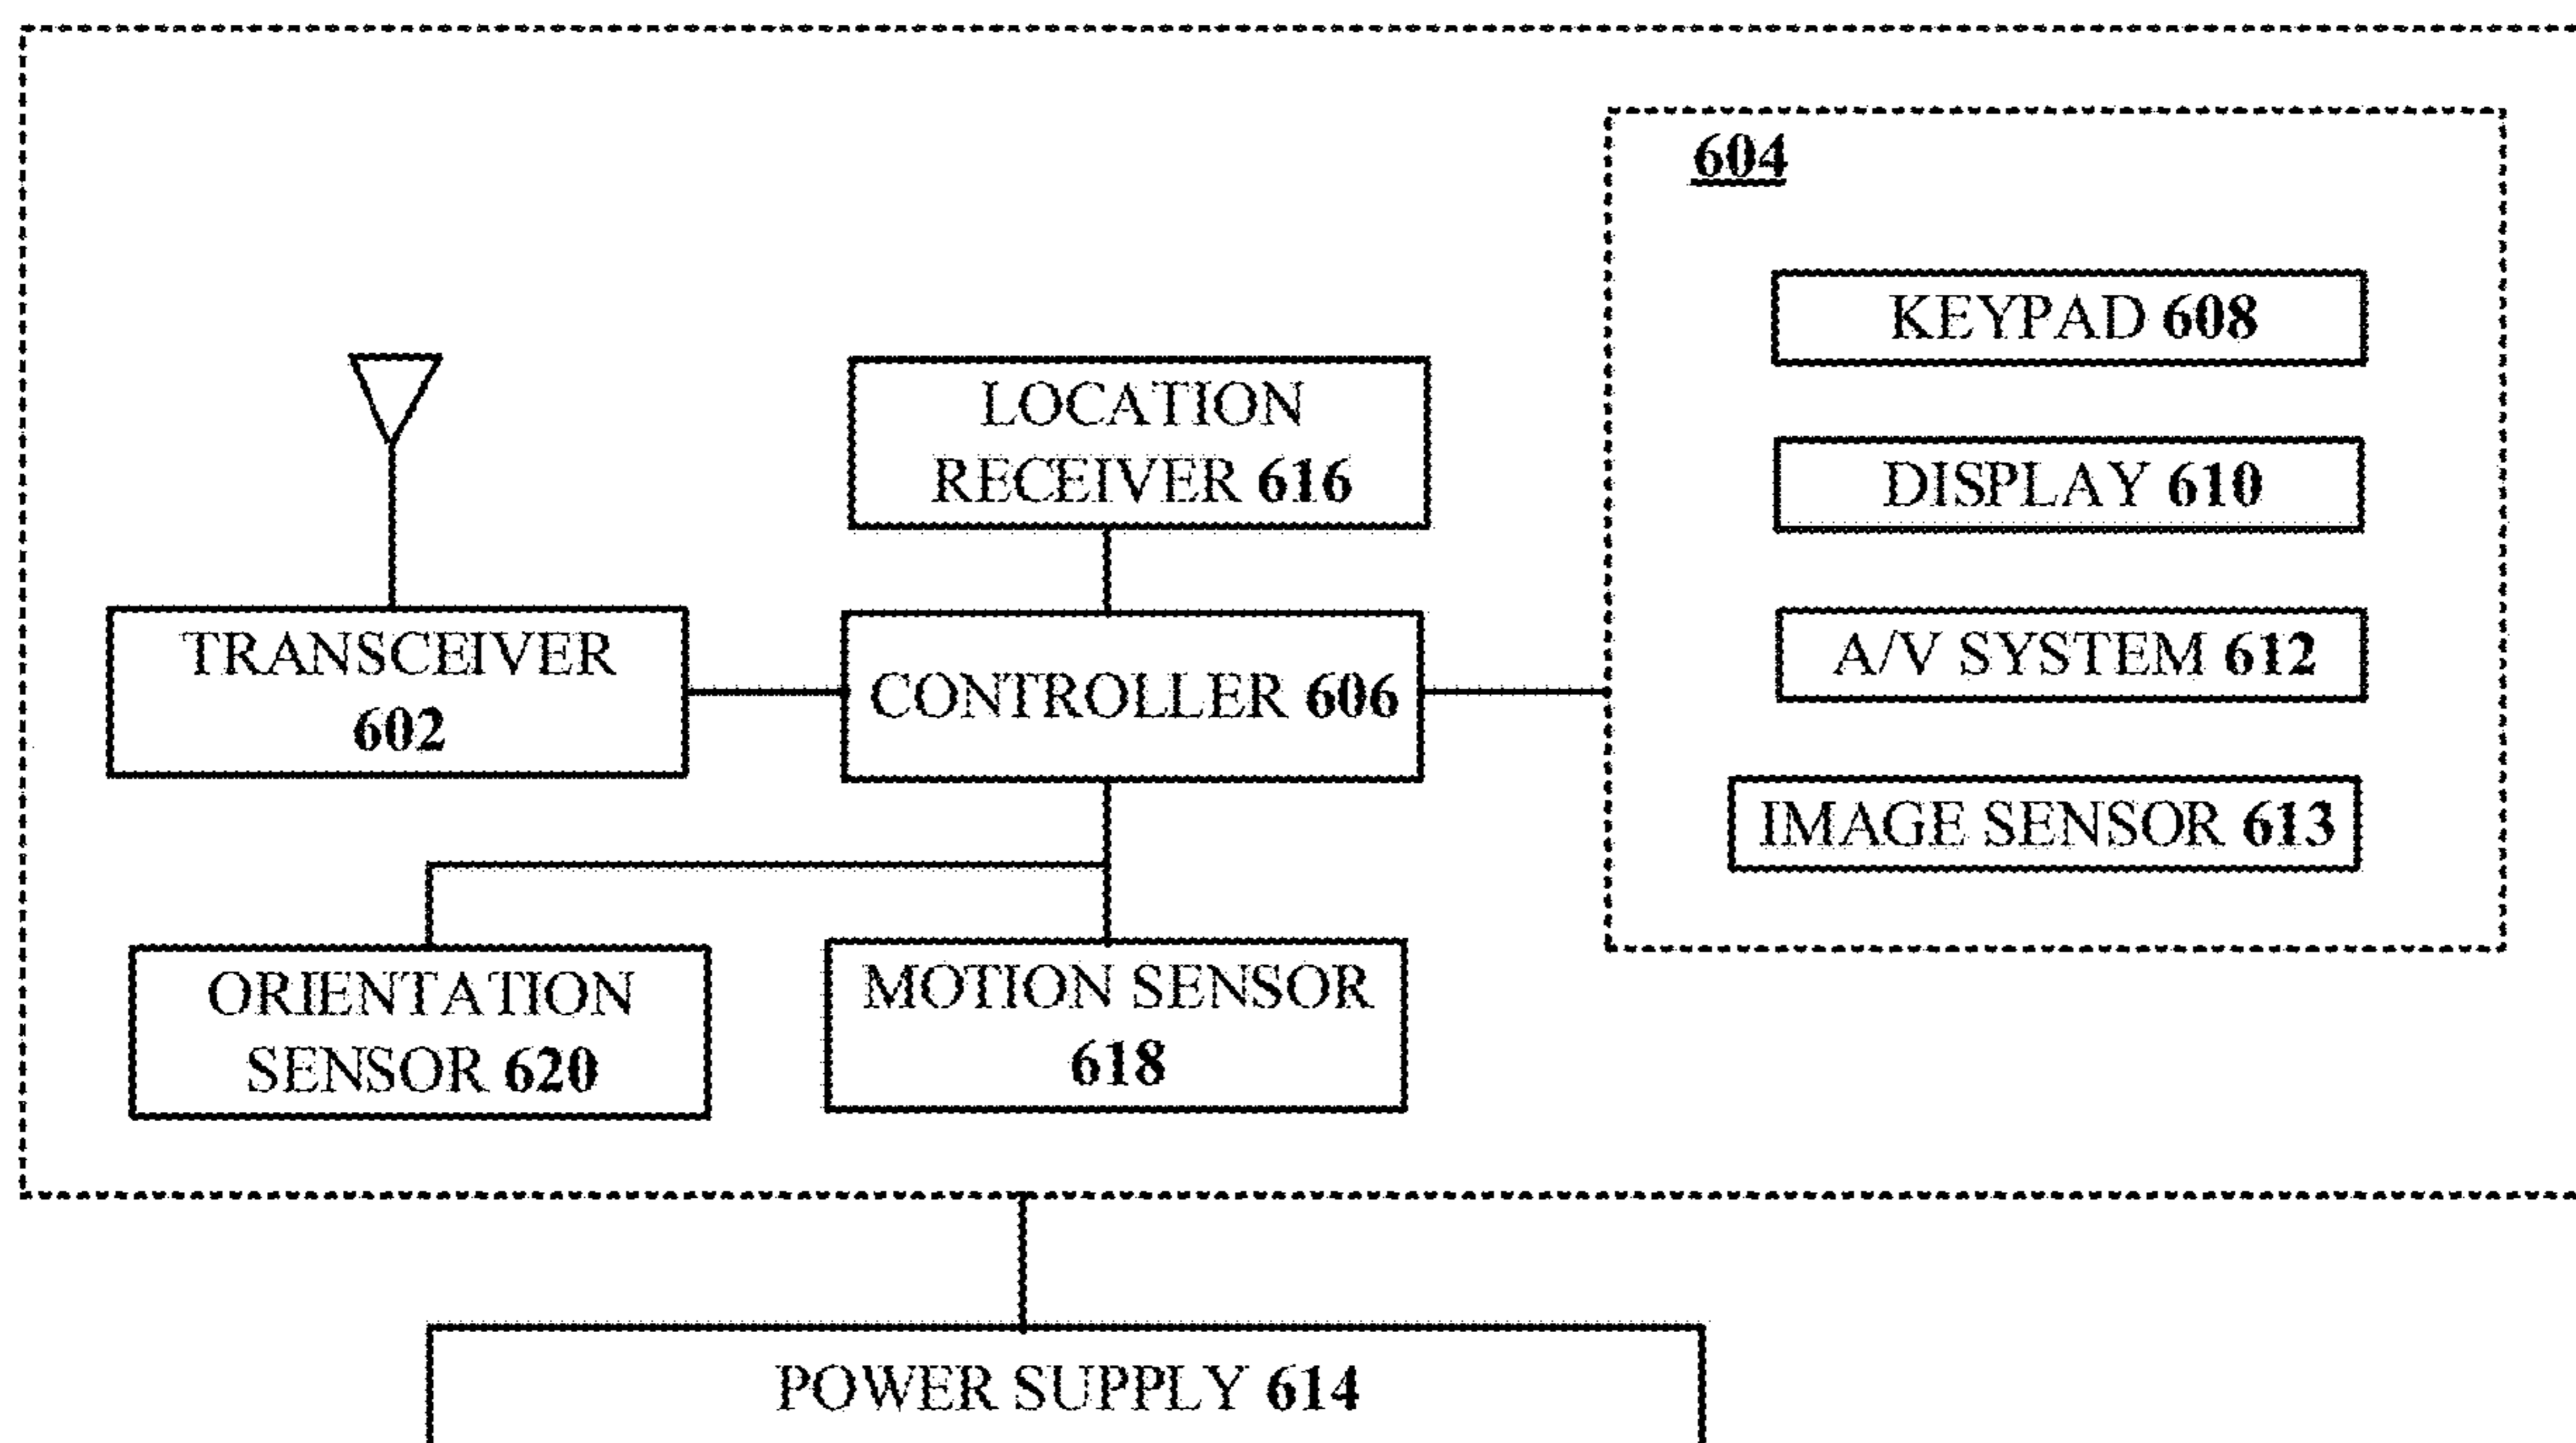 604
KEYPAD 608
DISPLAY 610
A/V SYSTEM 612
IMAGE SENSOR 613
LOCATION
RECEIVER 616
TRANSCEIVER
602
CONTROLLER 606
ORIENTATION
SENSOR 620
MOTION SENSOR
618
POWER SUPPLY 614